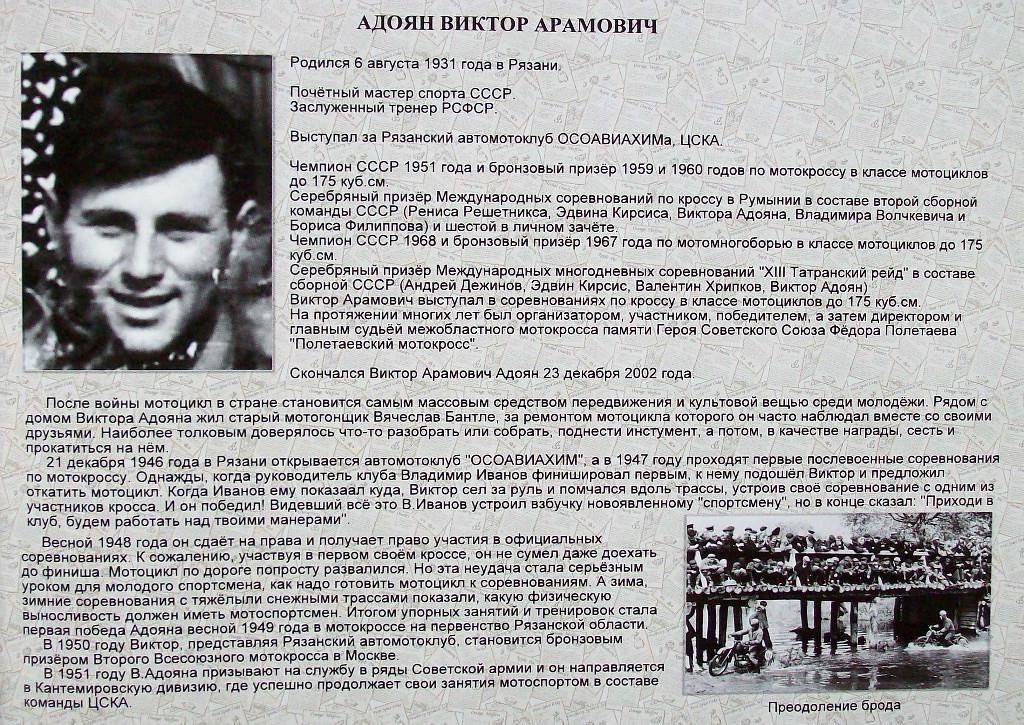 АДОЯН ВИКТОР АРАМОВИЧ
Родился 6 августа 1931 года в Рязани.
Почётный мастер спорта СССР.
Заслуженный тренер РСФСР.
Выступал за Рязанский автомотоклуб ОСОАВИАХИМа, ЦСКА.
Чемпион СССР 1951 года и бронзовый призёр 1959 и 1960 годов по мотокроссу в классе мотоциклов
до 175 куб.см.
Серебряный призёр Международных соревнований по кроссу в Румынии в составе второй сборной
команды СССР (Рениса Решетникса, Эдвина Кирсиса, Виктора Адояна, Владимира Волчкевича и
Бориса Филиппова) и шестой в личном зачёте.
Чемпион СССР 1968 и бронзовый призёр 1967 года по мотомногоборью в классе мотоциклов до 175
куб.см.
Серебряный призёр Международных многодневных соревнований "XIII Татранский рейд" в составе
сборной СССР (Андрей Дежинов, Эдвин Кирсис, Валентин Хрипков, Виктор Адоян)
Виктор Арамович выступал в соревнованиях по кроссу в классе мотоциклов до 175 куб.см.
На протяжении многих лет был организатором, участником, победителем, а затем директором и
главным судьёй межобластного мотокросса памяти Героя Советского Союза Фёдора Полетаева
"Полетаевский мотокросс".
Скончался Виктор Арамович Адоян 23 декабря 2002 года.
После войны мотоцикл в стране становится самым массовым средством передвижения и культовой вещью среди молодёжи. Рядом с
домом Виктора Адояна жил старый мотогонщик Вячеслав Бантле, за ремонтом мотоцикла которого он часто наблюдал вместе со своими
друзьями. Наиболее толковым доверялось что-то разобрать или собрать, поднести инстумент, а потом, в качестве награды, сесть и
прокатиться на нём.
21 декабря 1946 года в Рязани открывается автомотоклуб "ОСОАВИАХИМ", а в 1947 году проходят первые послевоенные соревнования
по мотокроссу. Однажды, когда руководитель клуба Владимир Иванов финишировал первым, к нему подошёл Виктор и предложил
откатить мотоцикл. Когда Иванов ему показаал куда, Виктор сел за руль и помчался вдоль трассы, устроив своё соревнование с одним из
участников кросса. И он победил! Видевший всё это В.Иванов устроил взбучку новоявленному "спортсмену", но в конце сказал: "Приходи в
клуб, будем работать над твоими манерами".
Весной 1948 года он сдаёт на права и получает право участия в официальных
соревнованиях. К сожалению, участвуя в первом своём кроссе, он не сумел даже доехать
до финиша. Мотоцикл по дороге попросту развалился. Но эта неудача стала серьёзным
уроком для молодого спортсмена, как надо готовить мотоцикл к соревнованиям. А зима,
зимние соревнования с тяжёлыли снежными трассами показали, какую физическую
выносливость должен иметь мотоспортсмен. Итогом упорных занятий и тренировок стала
первая победа Адояна весной 1949 года в мотокроссе на первенство Рязанской области.
В 1950 году Виктор, представляя Рязанский автомотоклуб, становится бронзовым
призёром Второго Всесоюзного мотокросса в Москве.
В 1951 году В.Адояна призывают на службу в ряды Советской армии и он направляется
в Кантемировскую дивизию, где успешно продолжает свои занятия мотоспортом в составе
команды ЦСКА.
Преодоление брода